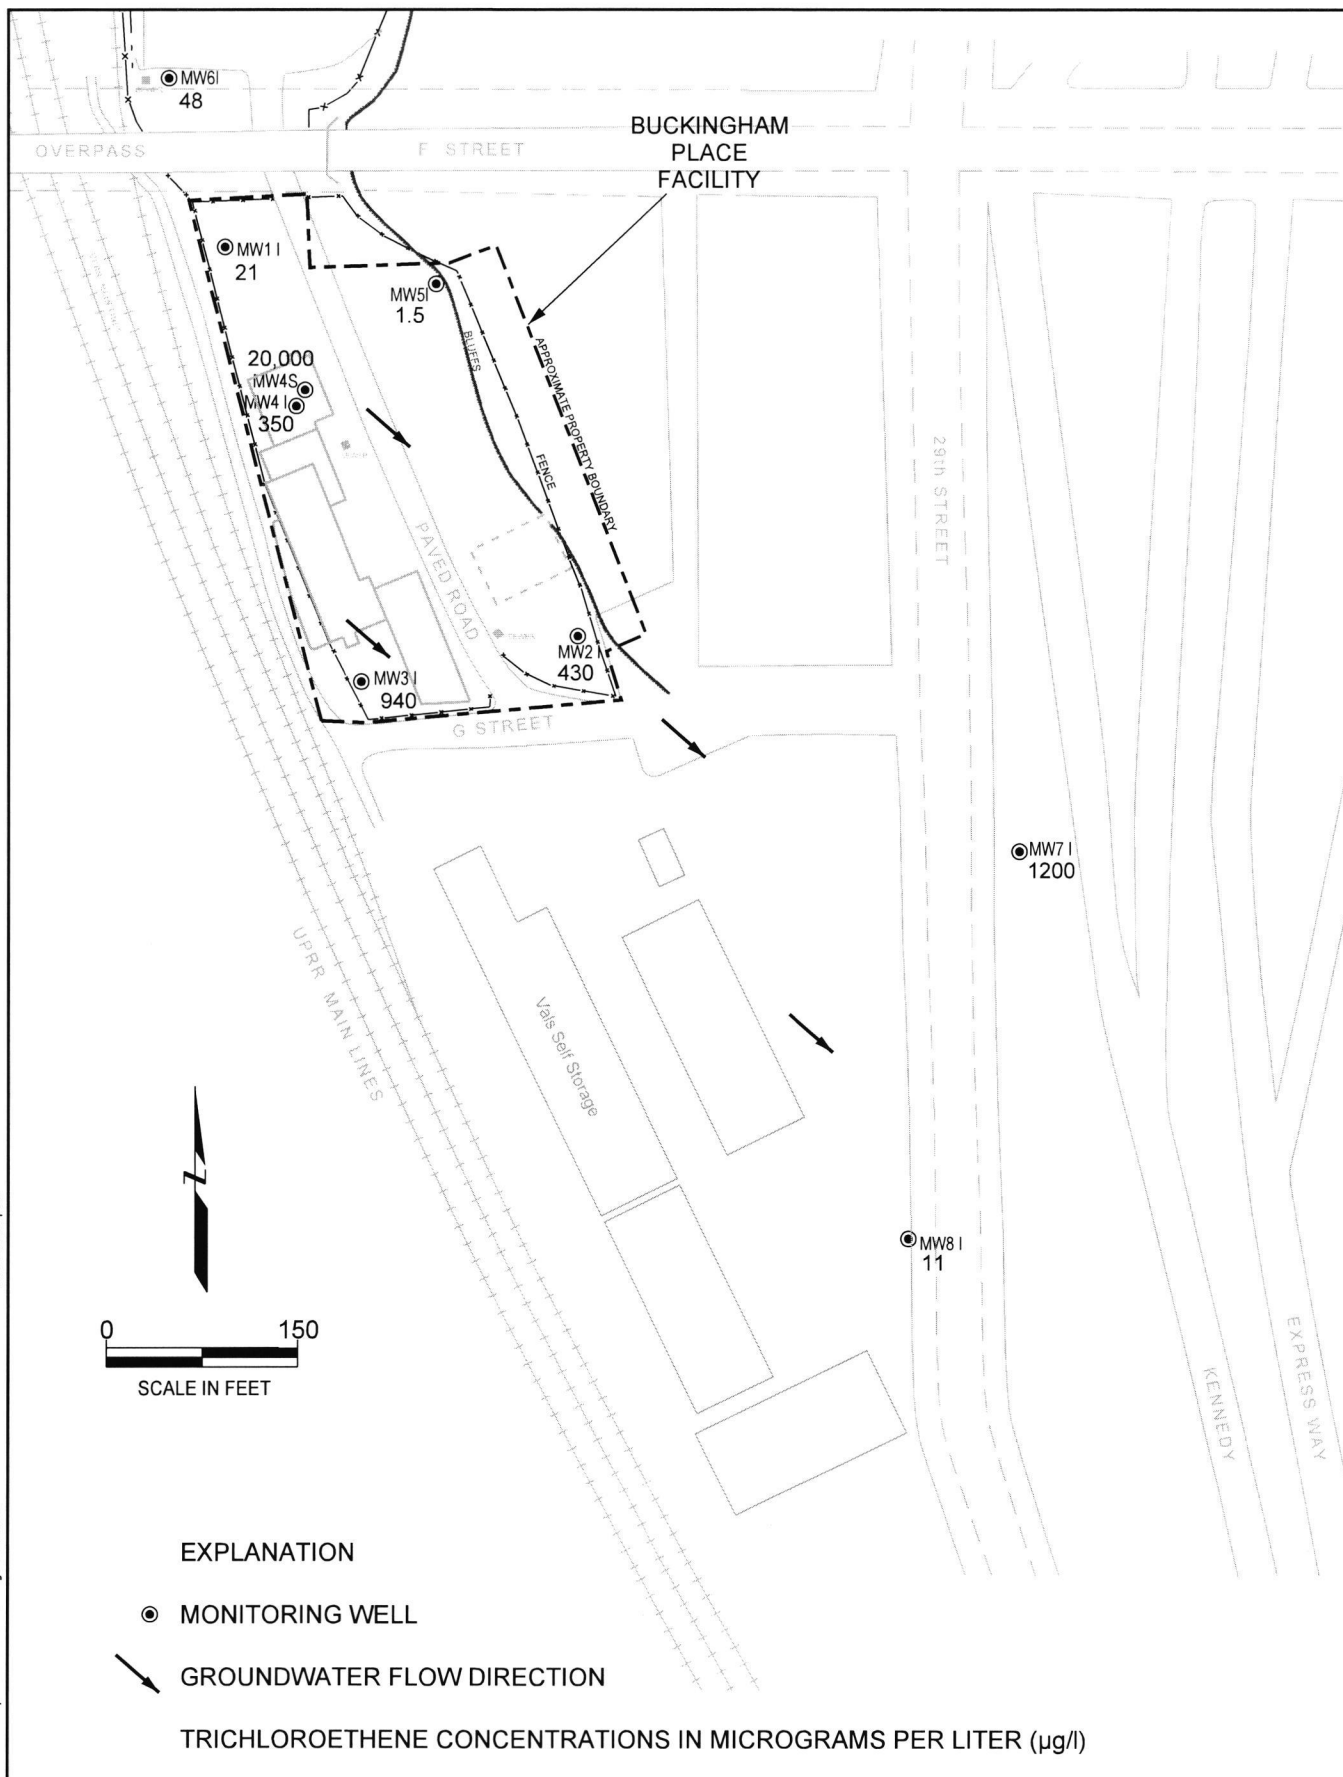 MW6I
48
BUCKINGHAM
PLACE
FACILITY
OVERPASS
F STREET
MW1 I
21
MW5I
1.5
BLUFFS
APPROXIMATE PROPERTY BOUNDARY
20,000
MW4S
MW4 I
350
FENCE
29th STREET
PAVED ROAD
MW2 I
430
MW3 I
940
G STREET
MW7 I
1200
UPRR MAIN LINES
Vals Self Storage
MW8 I
11
0 150
SCALE IN FEET
KENNEDY
EXPRESS WAY
EXPLANATION
MONITORING WELL
GROUNDWATER FLOW DIRECTION
TRICHLOROETHENE CONCENTRATIONS IN MICROGRAMS PER LITER (µg/l)